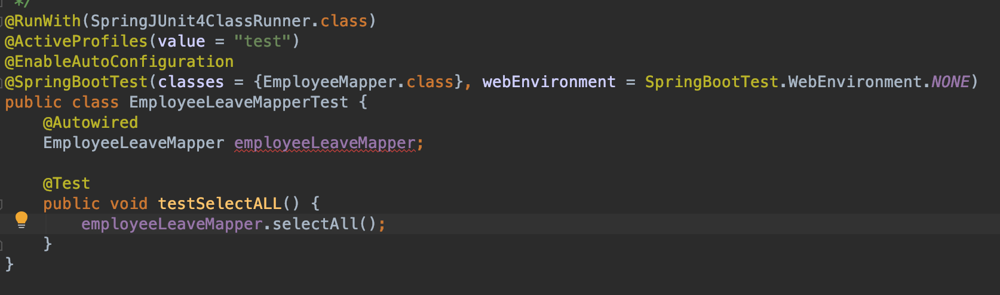 */
@RunWith(SpringJUnit4ClassRunner.class)
@ActiveProfiles(value = "test")
@EnableAutoConfiguration
@SpringBootTest(classes = {EmployeeMapper.class}, webEnvironment = SpringBootTest.WebEnvironment.NONE)
public class EmployeeLeaveMapperTest {
    @Autowired
    EmployeeLeaveMapper employeeLeaveMapper;
    @Test
    public void testSelectALL() {
        employeeLeaveMapper.selectAll();
    }
}